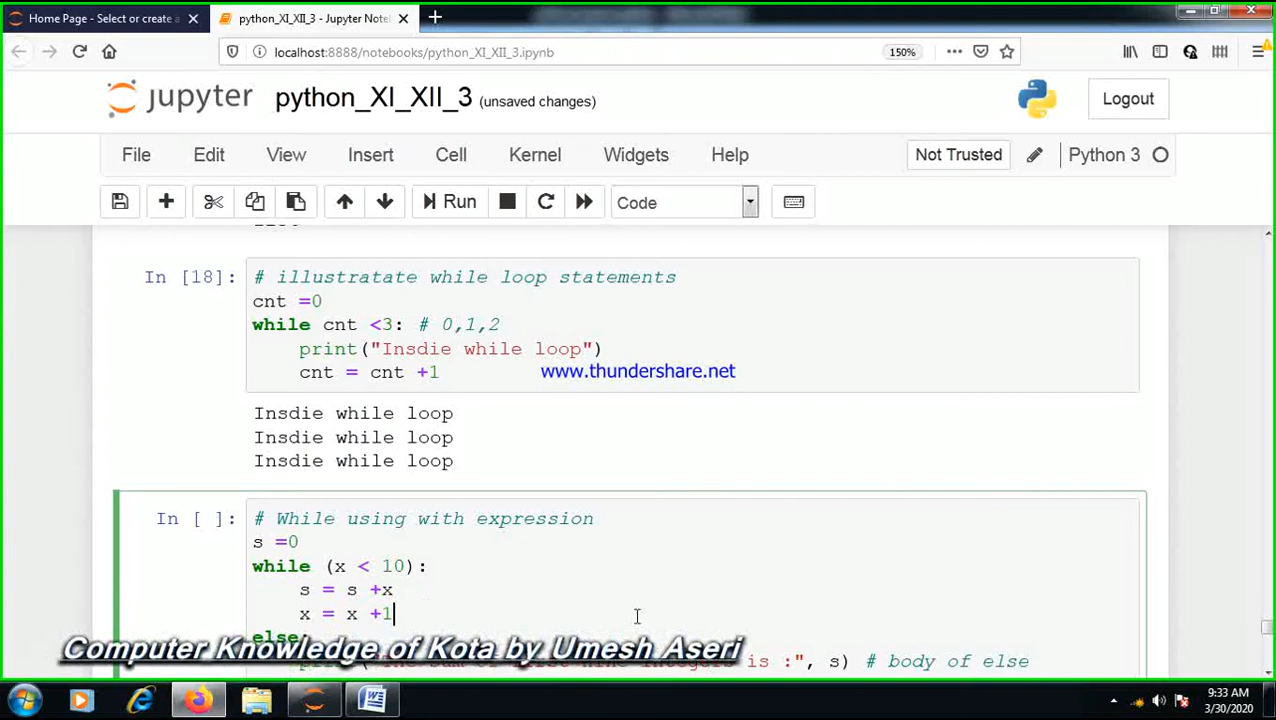 Home Page - Select or create a
python_XI_XII_3 - Jupyter Note
localhost:8888/notebooks/python_XI_XII_3.ipynb
150%
jupyter
python_XI_XII_3 (unsaved changes)
Logout
File Edit View Insert Cell Kernel Widgets Help
Not Trusted
Python 3
Run
Code
In [18]:
# illustratate while loop statements
cnt =0
while cnt <3: # 0,1,2
print("Insdie while loop")
cnt = cnt +1
www.thundershare.net
Insdie while loop
Insdie while loop
Insdie while loop
In [ ]:
# While using with expression
s =0
while (x < 10):
s = s +x
x = x +1
else
Computer Knowledge of Kota by Umesh Aseri
is :", s) # body of else
9:33 AM
3/30/2020